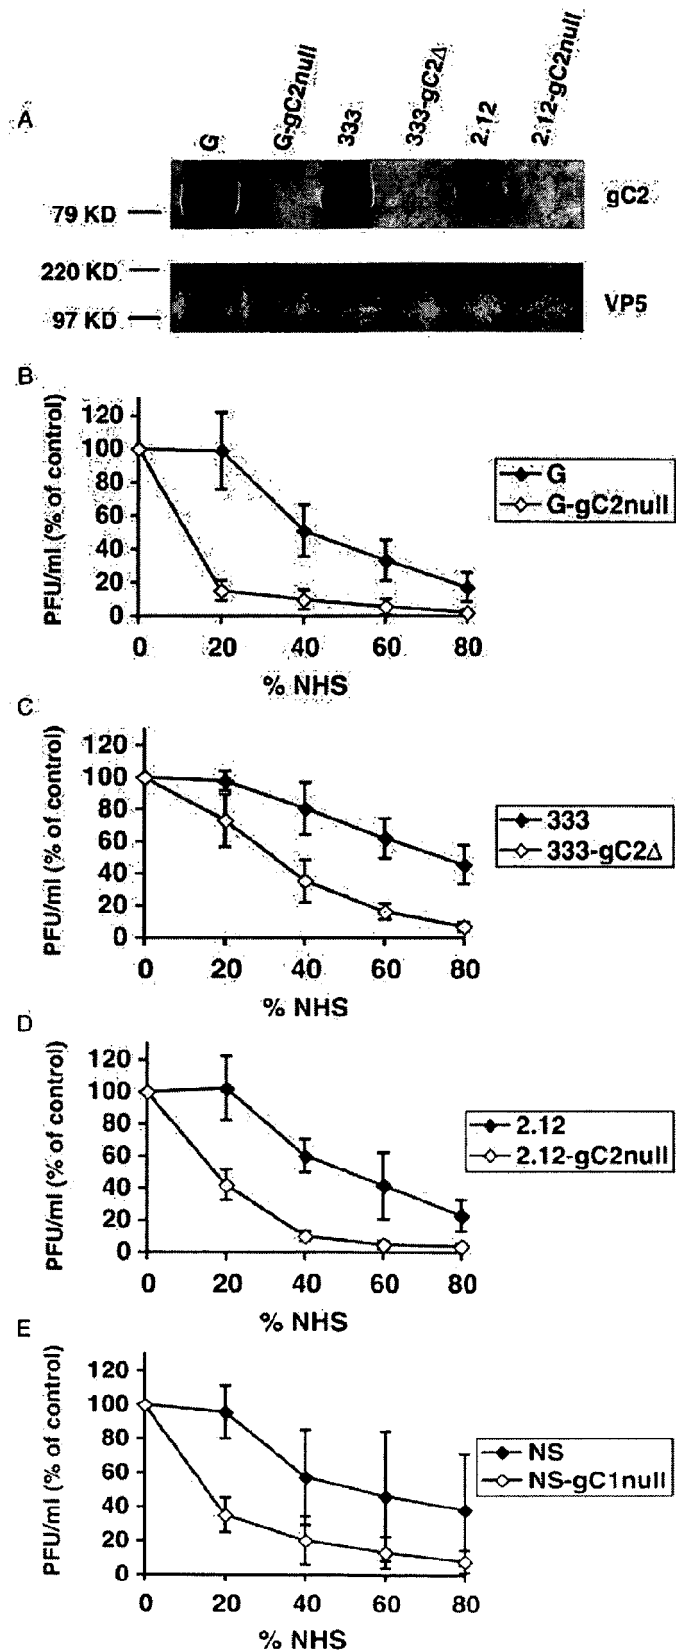 A
G
G-gC2null
333
333-gC2Δ
2.12
2.12-gC2null
79 KD
gC2
220 KD
97 KD
VP5
B
PFU/ml (% of control)
120
100
80
60
40
20
0
0 20 40 60 80
% NHS
G
G-gC2null
C
PFU/ml (% of control)
120
100
80
60
40
20
0
0 20 40 60 80
% NHS
333
333-gC2Δ
D
PFU/ml (% of control)
120
100
80
60
40
20
0
0 20 40 60 80
% NHS
2.12
2.12-gC2null
E
PFU/ml (% of control)
120
100
80
60
40
20
0
0 20 40 60 80
% NHS
NS
NS-gC1null